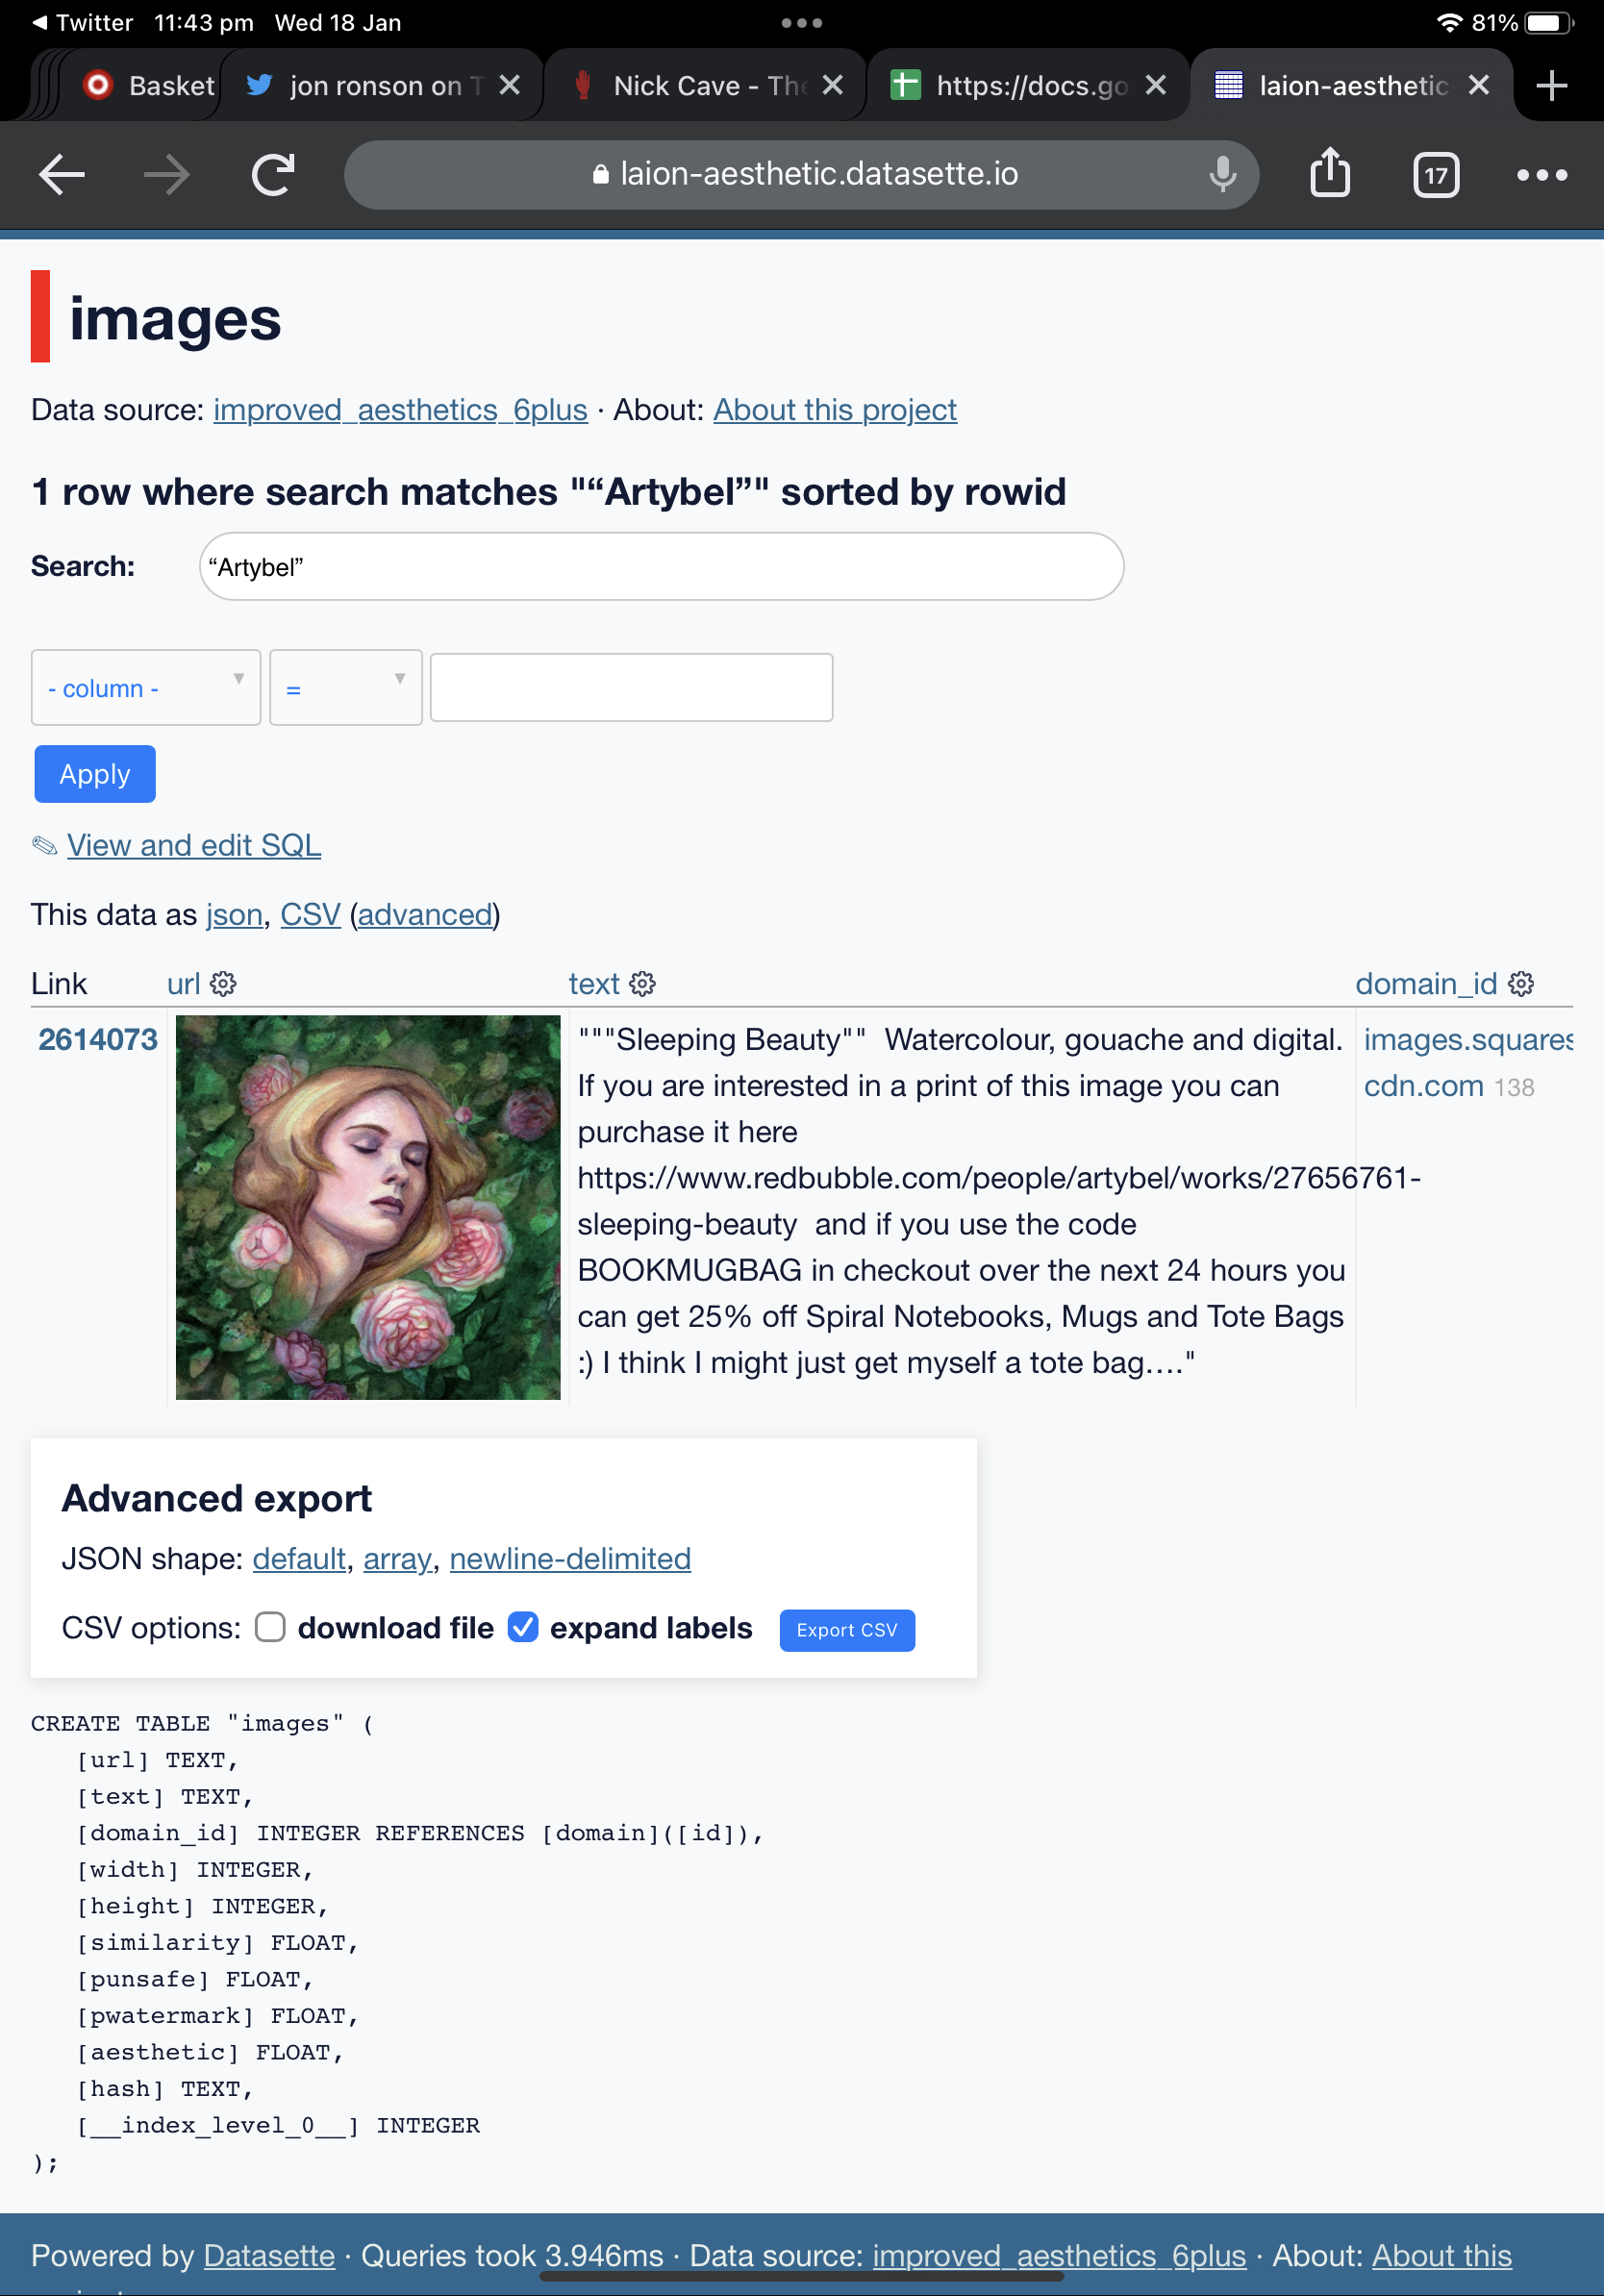 Twitter 11:43 pm Wed 18 Jan
81%
Basket
jon ronson on T
Nick Cave - The
https://docs.go
laion-aesthetic
laion-aesthetic.datasette.io
17
images
Data source: improved_aesthetics_6plus · About: About this project
1 row where search matches "“Artybel”" sorted by rowid
Search: “Artybel”
- column -
=
Apply
View and edit SQL
This data as json, CSV (advanced)
Link url text domain_id
2614073
"""Sleeping Beauty""  Watercolour, gouache and digital.
If you are interested in a print of this image you can
purchase it here
https://www.redbubble.com/people/artybel/works/27656761-
sleeping-beauty  and if you use the code
BOOKMUGBAG in checkout over the next 24 hours you
can get 25% off Spiral Notebooks, Mugs and Tote Bags
:) I think I might just get myself a tote bag…."
images.squares
cdn.com 138
Advanced export
JSON shape: default, array, newline-delimited
CSV options: download file expand labels Export CSV
CREATE TABLE "images" (
   [url] TEXT,
   [text] TEXT,
   [domain_id] INTEGER REFERENCES [domain]([id]),
   [width] INTEGER,
   [height] INTEGER,
   [similarity] FLOAT,
   [punsafe] FLOAT,
   [pwatermark] FLOAT,
   [aesthetic] FLOAT,
   [hash] TEXT,
   [__index_level_0__] INTEGER
);
Powered by Datasette · Queries took 3.946ms · Data source: improved_aesthetics_6plus · About: About this